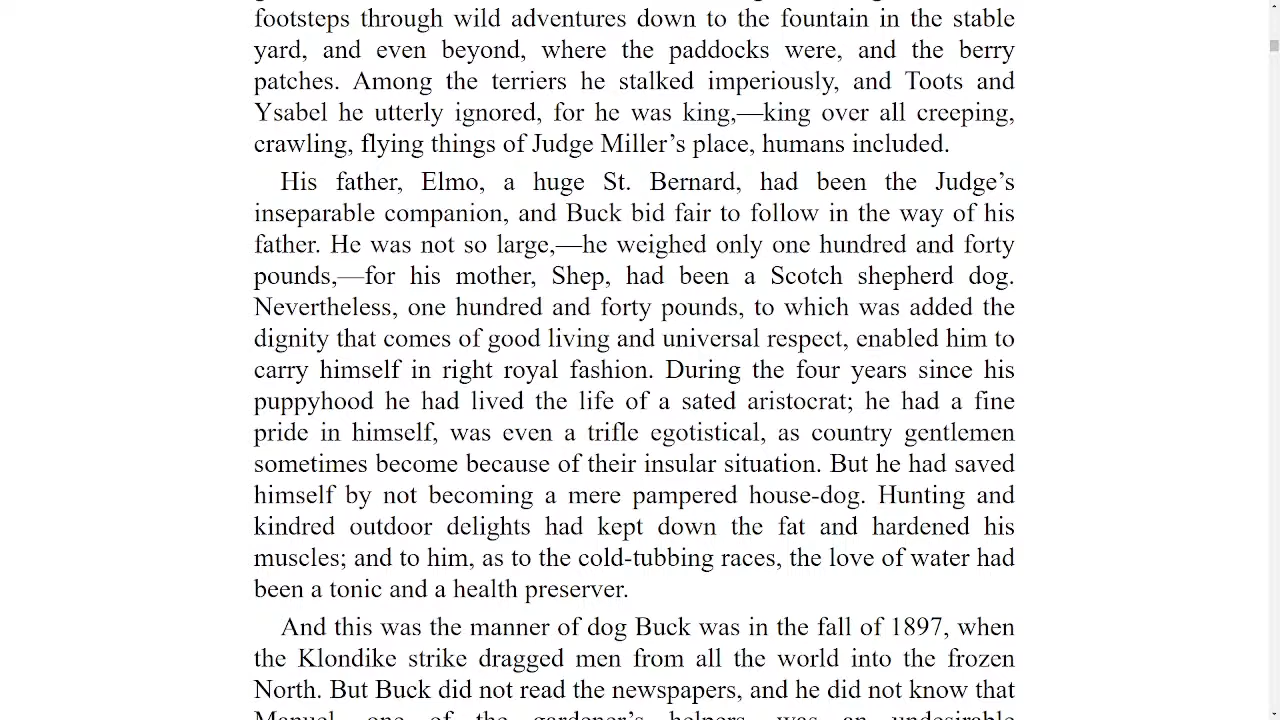 footsteps through wild adventures down to the fountain in the stable
yard, and even beyond, where the paddocks were, and the berry
patches. Among the terriers he stalked imperiously, and Toots and
Ysabel he utterly ignored, for he was king,—king over all creeping,
crawling, flying things of Judge Miller’s place, humans included.
His father, Elmo, a huge St. Bernard, had been the Judge’s
inseparable companion, and Buck bid fair to follow in the way of his
father. He was not so large,—he weighed only one hundred and forty
pounds,—for his mother, Shep, had been a Scotch shepherd dog.
Nevertheless, one hundred and forty pounds, to which was added the
dignity that comes of good living and universal respect, enabled him to
carry himself in right royal fashion. During the four years since his
puppyhood he had lived the life of a sated aristocrat; he had a fine
pride in himself, was even a trifle egotistical, as country gentlemen
sometimes become because of their insular situation. But he had saved
himself by not becoming a mere pampered house-dog. Hunting and
kindred outdoor delights had kept down the fat and hardened his
muscles; and to him, as to the cold-tubbing races, the love of water had
been a tonic and a health preserver.
And this was the manner of dog Buck was in the fall of 1897, when
the Klondike strike dragged men from all the world into the frozen
North. But Buck did not read the newspapers, and he did not know that
Manuel, one of the gardener’s helpers, was an undesirable